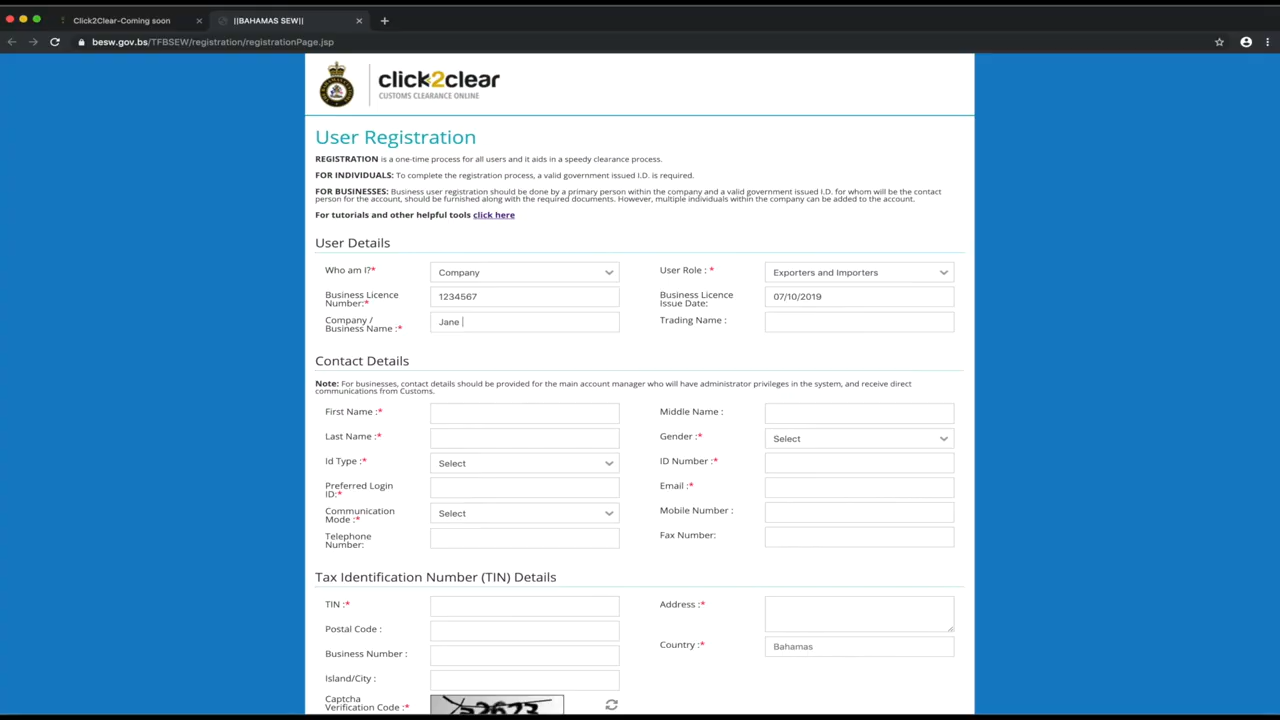 Click2Clear-Coming soon
||BAHAMAS SEW||
besw.gov.bs/TFBSEW/registration/registrationPage.jsp
click2clear
CUSTOMS CLEARANCE ONLINE
User Registration
REGISTRATION is a one-time process for all users and it aids in a speedy clearance process.
FOR INDIVIDUALS: To complete the registration process, a valid government issued I.D. is required.
FOR BUSINESSES: Business user registration should be done by a primary person within the company and a valid government issued I.D. for whom will be the contact
person for the account, should be furnished along with the required documents. However, multiple individuals within the company can be added to the account.
For tutorials and other helpful tools click here
User Details
Who am I?* Company User Role : * Exporters and Importers
Business Licence Number:* 1234567 Business Licence Issue Date: 07/10/2019
Company / Business Name : * Jane Trading Name :
Contact Details
Note: For businesses, contact details should be provided for the main account manager who will have administrator privileges in the system, and receive direct
communications from Customs.
First Name :* Middle Name :
Last Name :* Gender :* Select
Id Type :* Select ID Number :*
Preferred Login ID:* Email :*
Communication Mode :* Select Mobile Number :
Telephone Number: Fax Number:
Tax Identification Number (TIN) Details
TIN :* Address :*
Postal Code :
Country :* Bahamas
Business Number :
Island/City :
Captcha Verification Code :*